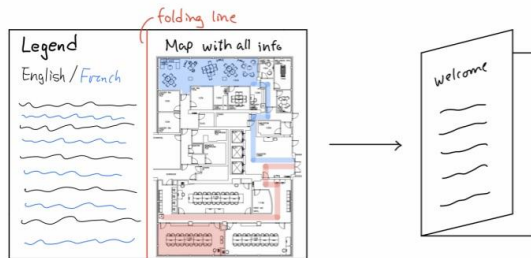 folding line
Legend
English / French
Map with all info
welcome